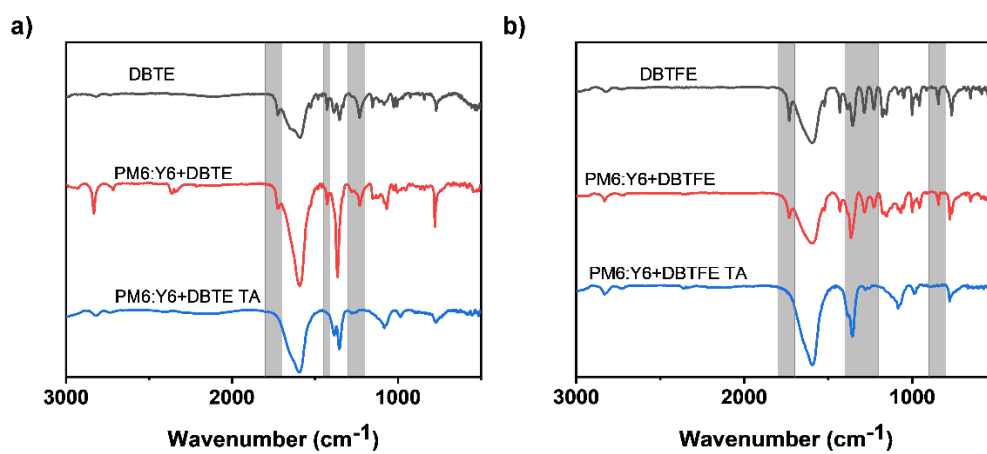 a)
DBTE
PM6:Y6+DBTE
PM6:Y6+DBTE TA
3000
2000
1000
Wavenumber (cm⁻¹)
b)
DBTFE
PM6:Y6+DBTFE
PM6:Y6+DBTFE TA
3000
2000
1000
Wavenumber (cm⁻¹)